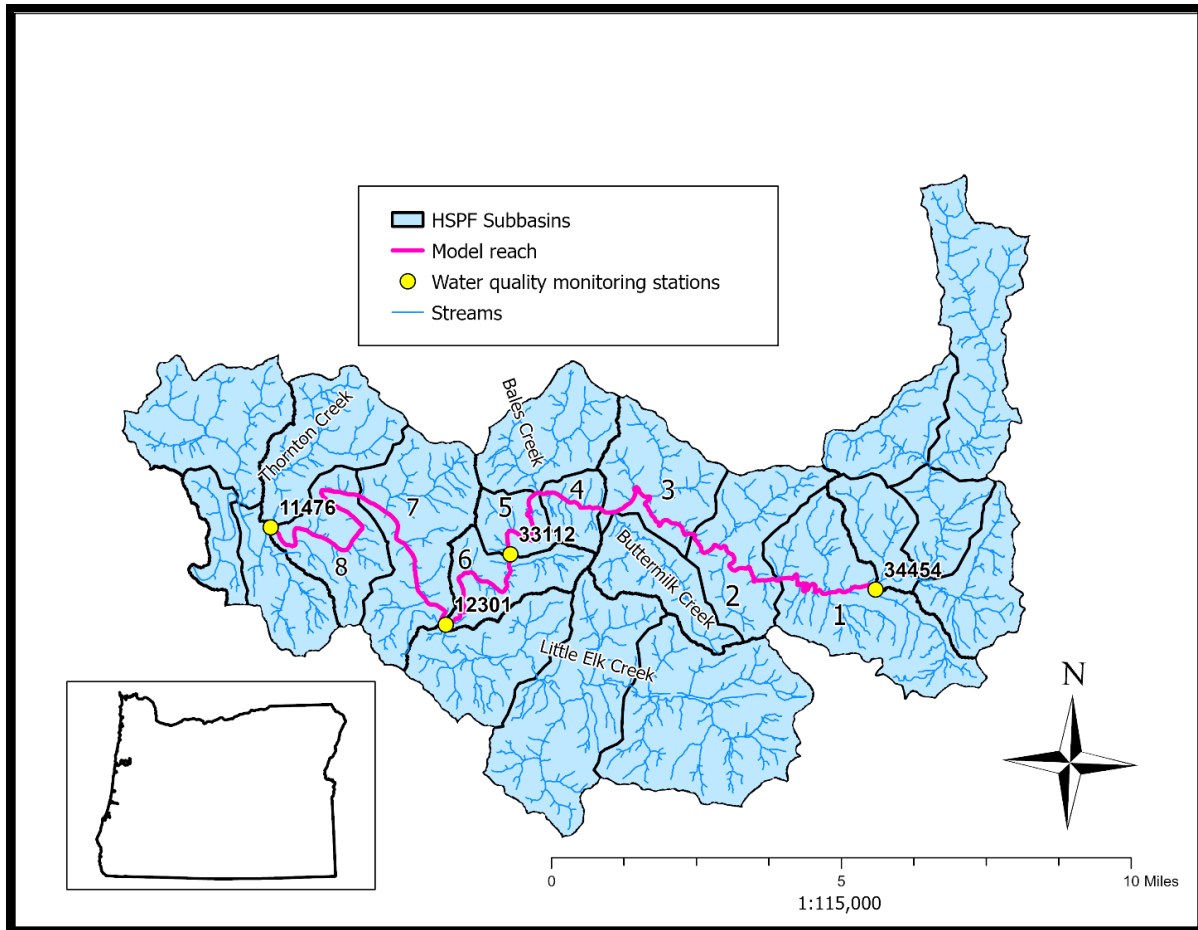 HSPF Subbasins
Model reach
Water quality monitoring stations
Streams
Thornton Creek
Bales Creek
11476
7
8
5
4
3
33112
6
12301
Buttermilk Creek
2
34454
1
Little Elk Creek
N
0
5
10 Miles
1:115,000